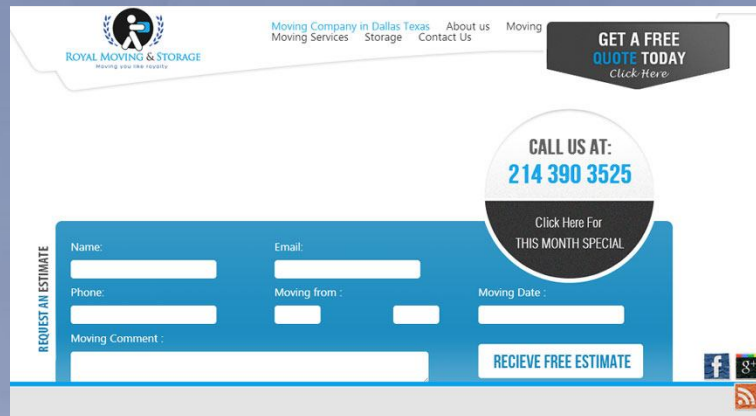 Moving Company in Dallas Texas About us Moving
Moving Services Storage Contact Us
GET A FREE
QUOTE TODAY
Click Here
ROYAL MOVING & STORAGE
Moving you like royalty
CALL US AT:
214 390 3525
Click Here For
THIS MONTH SPECIAL
REQUEST AN ESTIMATE
Name:
Email:
Phone:
Moving from :
Moving Date :
Moving Comment :
RECIEVE FREE ESTIMATE
f
g+